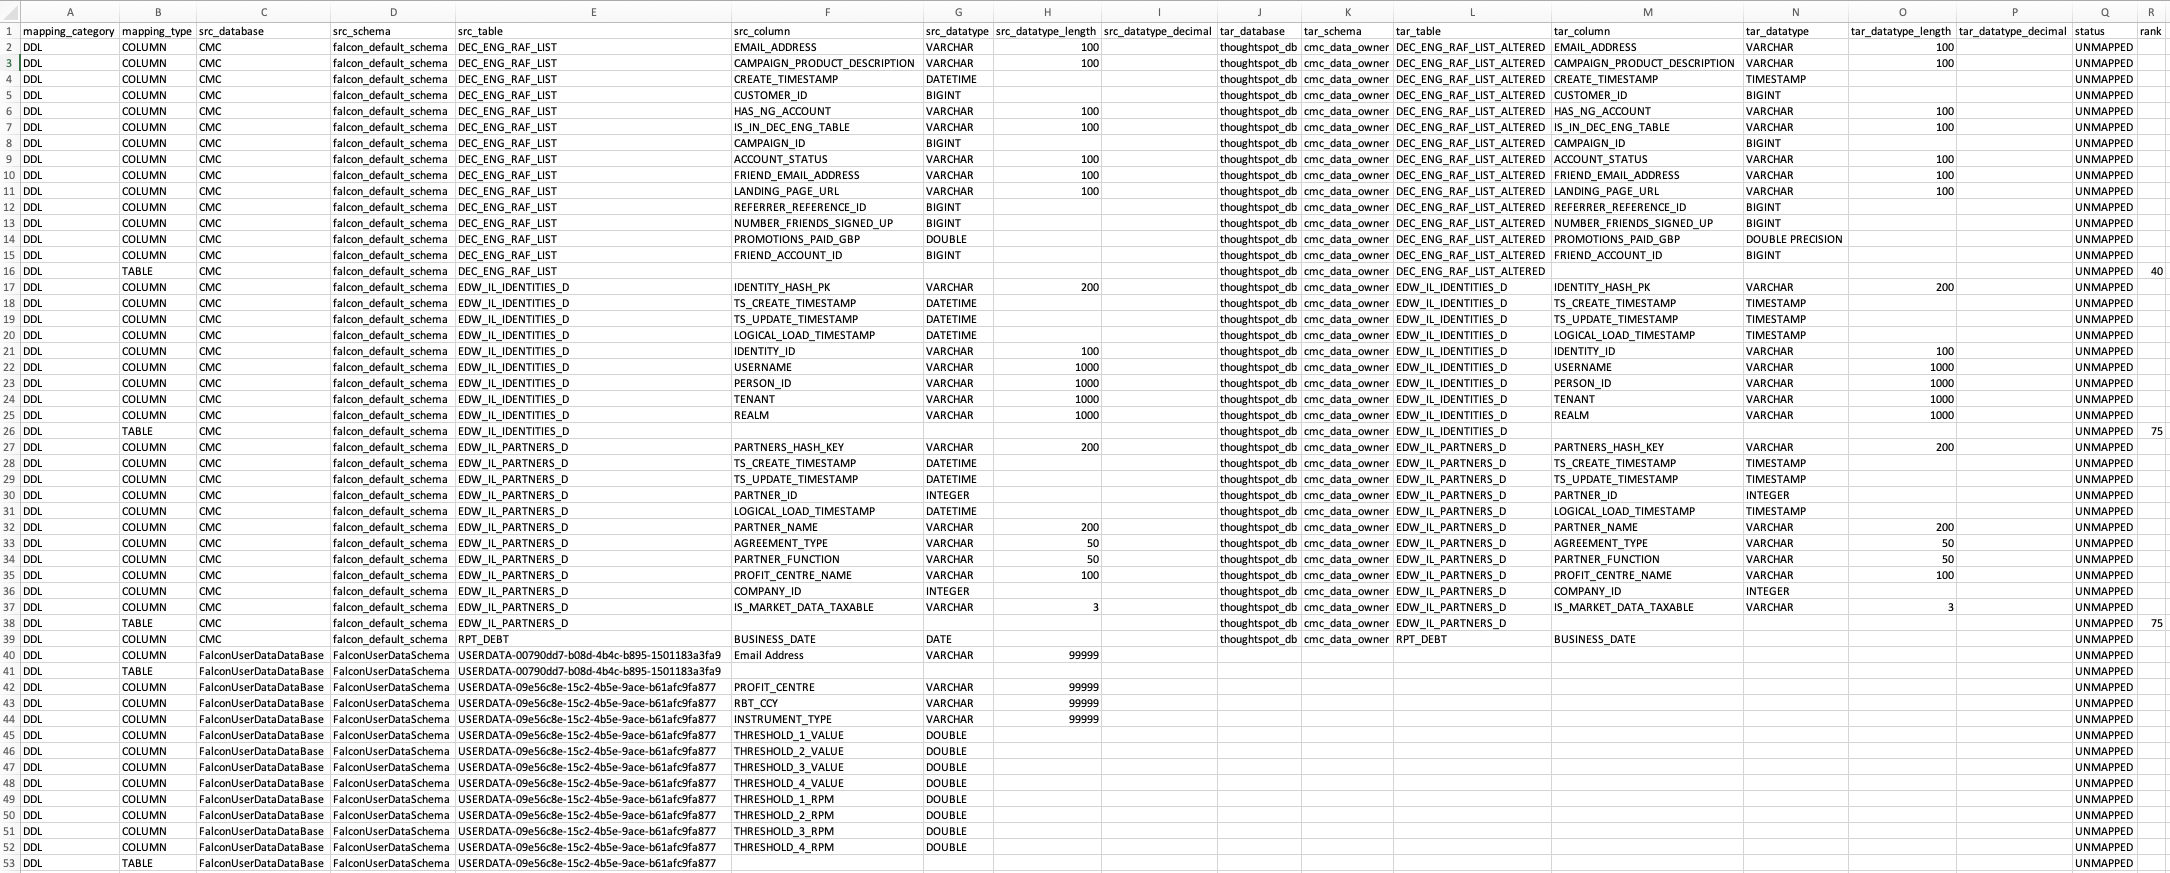 A B C D E F G H I J K L M N O P Q R
1 mapping_category mapping_type src_database src_schema src_table src_column src_datatype src_datatype_length src_datatype_decimal tar_database tar_schema tar_table tar_column tar_datatype tar_datatype_length tar_datatype_decimal status rank
2 DDL COLUMN CMC falcon_default_schema DEC_ENG_RAF_LIST EMAIL_ADDRESS VARCHAR 100 thoughtspot_db cmc_data_owner DEC_ENG_RAF_LIST_ALTERED EMAIL_ADDRESS VARCHAR 100 UNMAPPED
3 DDL COLUMN CMC falcon_default_schema DEC_ENG_RAF_LIST CAMPAIGN_PRODUCT_DESCRIPTION VARCHAR 100 thoughtspot_db cmc_data_owner DEC_ENG_RAF_LIST_ALTERED CAMPAIGN_PRODUCT_DESCRIPTION VARCHAR 100 UNMAPPED
4 DDL COLUMN CMC falcon_default_schema DEC_ENG_RAF_LIST CREATE_TIMESTAMP DATETIME thoughtspot_db cmc_data_owner DEC_ENG_RAF_LIST_ALTERED CREATE_TIMESTAMP TIMESTAMP UNMAPPED
5 DDL COLUMN CMC falcon_default_schema DEC_ENG_RAF_LIST CUSTOMER_ID BIGINT thoughtspot_db cmc_data_owner DEC_ENG_RAF_LIST_ALTERED CUSTOMER_ID BIGINT UNMAPPED
6 DDL COLUMN CMC falcon_default_schema DEC_ENG_RAF_LIST HAS_NG_ACCOUNT VARCHAR 100 thoughtspot_db cmc_data_owner DEC_ENG_RAF_LIST_ALTERED HAS_NG_ACCOUNT VARCHAR 100 UNMAPPED
7 DDL COLUMN CMC falcon_default_schema DEC_ENG_RAF_LIST IS_IN_DEC_ENG_TABLE VARCHAR 100 thoughtspot_db cmc_data_owner DEC_ENG_RAF_LIST_ALTERED IS_IN_DEC_ENG_TABLE VARCHAR 100 UNMAPPED
8 DDL COLUMN CMC falcon_default_schema DEC_ENG_RAF_LIST CAMPAIGN_ID BIGINT thoughtspot_db cmc_data_owner DEC_ENG_RAF_LIST_ALTERED CAMPAIGN_ID BIGINT UNMAPPED
9 DDL COLUMN CMC falcon_default_schema DEC_ENG_RAF_LIST ACCOUNT_STATUS VARCHAR 100 thoughtspot_db cmc_data_owner DEC_ENG_RAF_LIST_ALTERED ACCOUNT_STATUS VARCHAR 100 UNMAPPED
10 DDL COLUMN CMC falcon_default_schema DEC_ENG_RAF_LIST FRIEND_EMAIL_ADDRESS VARCHAR 100 thoughtspot_db cmc_data_owner DEC_ENG_RAF_LIST_ALTERED FRIEND_EMAIL_ADDRESS VARCHAR 100 UNMAPPED
11 DDL COLUMN CMC falcon_default_schema DEC_ENG_RAF_LIST LANDING_PAGE_URL VARCHAR 100 thoughtspot_db cmc_data_owner DEC_ENG_RAF_LIST_ALTERED LANDING_PAGE_URL VARCHAR 100 UNMAPPED
12 DDL COLUMN CMC falcon_default_schema DEC_ENG_RAF_LIST REFERRER_REFERENCE_ID BIGINT thoughtspot_db cmc_data_owner DEC_ENG_RAF_LIST_ALTERED REFERRER_REFERENCE_ID BIGINT UNMAPPED
13 DDL COLUMN CMC falcon_default_schema DEC_ENG_RAF_LIST NUMBER_FRIENDS_SIGNED_UP BIGINT thoughtspot_db cmc_data_owner DEC_ENG_RAF_LIST_ALTERED NUMBER_FRIENDS_SIGNED_UP BIGINT UNMAPPED
14 DDL COLUMN CMC falcon_default_schema DEC_ENG_RAF_LIST PROMOTIONS_PAID_GBP DOUBLE thoughtspot_db cmc_data_owner DEC_ENG_RAF_LIST_ALTERED PROMOTIONS_PAID_GBP DOUBLE PRECISION UNMAPPED
15 DDL COLUMN CMC falcon_default_schema DEC_ENG_RAF_LIST FRIEND_ACCOUNT_ID BIGINT thoughtspot_db cmc_data_owner DEC_ENG_RAF_LIST_ALTERED FRIEND_ACCOUNT_ID BIGINT UNMAPPED
16 DDL TABLE CMC falcon_default_schema DEC_ENG_RAF_LIST thoughtspot_db cmc_data_owner DEC_ENG_RAF_LIST_ALTERED UNMAPPED 40
17 DDL COLUMN CMC falcon_default_schema EDW_IL_IDENTITIES_D IDENTITY_HASH_PK VARCHAR 200 thoughtspot_db cmc_data_owner EDW_IL_IDENTITIES_D IDENTITY_HASH_PK VARCHAR 200 UNMAPPED
18 DDL COLUMN CMC falcon_default_schema EDW_IL_IDENTITIES_D TS_CREATE_TIMESTAMP DATETIME thoughtspot_db cmc_data_owner EDW_IL_IDENTITIES_D TS_CREATE_TIMESTAMP TIMESTAMP UNMAPPED
19 DDL COLUMN CMC falcon_default_schema EDW_IL_IDENTITIES_D TS_UPDATE_TIMESTAMP DATETIME thoughtspot_db cmc_data_owner EDW_IL_IDENTITIES_D TS_UPDATE_TIMESTAMP TIMESTAMP UNMAPPED
20 DDL COLUMN CMC falcon_default_schema EDW_IL_IDENTITIES_D LOGICAL_LOAD_TIMESTAMP DATETIME thoughtspot_db cmc_data_owner EDW_IL_IDENTITIES_D LOGICAL_LOAD_TIMESTAMP TIMESTAMP UNMAPPED
21 DDL COLUMN CMC falcon_default_schema EDW_IL_IDENTITIES_D IDENTITY_ID VARCHAR 100 thoughtspot_db cmc_data_owner EDW_IL_IDENTITIES_D IDENTITY_ID VARCHAR 100 UNMAPPED
22 DDL COLUMN CMC falcon_default_schema EDW_IL_IDENTITIES_D USERNAME VARCHAR 1000 thoughtspot_db cmc_data_owner EDW_IL_IDENTITIES_D USERNAME VARCHAR 1000 UNMAPPED
23 DDL COLUMN CMC falcon_default_schema EDW_IL_IDENTITIES_D PERSON_ID VARCHAR 1000 thoughtspot_db cmc_data_owner EDW_IL_IDENTITIES_D PERSON_ID VARCHAR 1000 UNMAPPED
24 DDL COLUMN CMC falcon_default_schema EDW_IL_IDENTITIES_D TENANT VARCHAR 1000 thoughtspot_db cmc_data_owner EDW_IL_IDENTITIES_D TENANT VARCHAR 1000 UNMAPPED
25 DDL COLUMN CMC falcon_default_schema EDW_IL_IDENTITIES_D REALM VARCHAR 1000 thoughtspot_db cmc_data_owner EDW_IL_IDENTITIES_D REALM VARCHAR 1000 UNMAPPED
26 DDL TABLE CMC falcon_default_schema EDW_IL_IDENTITIES_D thoughtspot_db cmc_data_owner EDW_IL_IDENTITIES_D UNMAPPED 75
27 DDL COLUMN CMC falcon_default_schema EDW_IL_PARTNERS_D PARTNERS_HASH_KEY VARCHAR 200 thoughtspot_db cmc_data_owner EDW_IL_PARTNERS_D PARTNERS_HASH_KEY VARCHAR 200 UNMAPPED
28 DDL COLUMN CMC falcon_default_schema EDW_IL_PARTNERS_D TS_CREATE_TIMESTAMP DATETIME thoughtspot_db cmc_data_owner EDW_IL_PARTNERS_D TS_CREATE_TIMESTAMP TIMESTAMP UNMAPPED
29 DDL COLUMN CMC falcon_default_schema EDW_IL_PARTNERS_D TS_UPDATE_TIMESTAMP DATETIME thoughtspot_db cmc_data_owner EDW_IL_PARTNERS_D TS_UPDATE_TIMESTAMP TIMESTAMP UNMAPPED
30 DDL COLUMN CMC falcon_default_schema EDW_IL_PARTNERS_D PARTNER_ID INTEGER thoughtspot_db cmc_data_owner EDW_IL_PARTNERS_D PARTNER_ID INTEGER UNMAPPED
31 DDL COLUMN CMC falcon_default_schema EDW_IL_PARTNERS_D LOGICAL_LOAD_TIMESTAMP DATETIME thoughtspot_db cmc_data_owner EDW_IL_PARTNERS_D LOGICAL_LOAD_TIMESTAMP TIMESTAMP UNMAPPED
32 DDL COLUMN CMC falcon_default_schema EDW_IL_PARTNERS_D PARTNER_NAME VARCHAR 200 thoughtspot_db cmc_data_owner EDW_IL_PARTNERS_D PARTNER_NAME VARCHAR 200 UNMAPPED
33 DDL COLUMN CMC falcon_default_schema EDW_IL_PARTNERS_D AGREEMENT_TYPE VARCHAR 50 thoughtspot_db cmc_data_owner EDW_IL_PARTNERS_D AGREEMENT_TYPE VARCHAR 50 UNMAPPED
34 DDL COLUMN CMC falcon_default_schema EDW_IL_PARTNERS_D PARTNER_FUNCTION VARCHAR 50 thoughtspot_db cmc_data_owner EDW_IL_PARTNERS_D PARTNER_FUNCTION VARCHAR 50 UNMAPPED
35 DDL COLUMN CMC falcon_default_schema EDW_IL_PARTNERS_D PROFIT_CENTRE_NAME VARCHAR 100 thoughtspot_db cmc_data_owner EDW_IL_PARTNERS_D PROFIT_CENTRE_NAME VARCHAR 100 UNMAPPED
36 DDL COLUMN CMC falcon_default_schema EDW_IL_PARTNERS_D COMPANY_ID INTEGER thoughtspot_db cmc_data_owner EDW_IL_PARTNERS_D COMPANY_ID INTEGER UNMAPPED
37 DDL COLUMN CMC falcon_default_schema EDW_IL_PARTNERS_D IS_MARKET_DATA_TAXABLE VARCHAR 3 thoughtspot_db cmc_data_owner EDW_IL_PARTNERS_D IS_MARKET_DATA_TAXABLE VARCHAR 3 UNMAPPED
38 DDL TABLE CMC falcon_default_schema EDW_IL_PARTNERS_D thoughtspot_db cmc_data_owner EDW_IL_PARTNERS_D UNMAPPED 75
39 DDL COLUMN CMC falcon_default_schema RPT_DEBT BUSINESS_DATE DATE thoughtspot_db cmc_data_owner RPT_DEBT BUSINESS_DATE UNMAPPED
40 DDL COLUMN FalconUserDataDataBase FalconUserDataSchema USERDATA-00790dd7-b08d-4b4c-b895-1501183a3fa9 Email Address VARCHAR 99999 UNMAPPED
41 DDL TABLE FalconUserDataDataBase FalconUserDataSchema USERDATA-00790dd7-b08d-4b4c-b895-1501183a3fa9 UNMAPPED
42 DDL COLUMN FalconUserDataDataBase FalconUserDataSchema USERDATA-09e56c8e-15c2-4b5e-9ace-b61afc9fa877 PROFIT_CENTRE VARCHAR 99999 UNMAPPED
43 DDL COLUMN FalconUserDataDataBase FalconUserDataSchema USERDATA-09e56c8e-15c2-4b5e-9ace-b61afc9fa877 RBT_CCY VARCHAR 99999 UNMAPPED
44 DDL COLUMN FalconUserDataDataBase FalconUserDataSchema USERDATA-09e56c8e-15c2-4b5e-9ace-b61afc9fa877 INSTRUMENT_TYPE VARCHAR 99999 UNMAPPED
45 DDL COLUMN FalconUserDataDataBase FalconUserDataSchema USERDATA-09e56c8e-15c2-4b5e-9ace-b61afc9fa877 THRESHOLD_1_VALUE DOUBLE UNMAPPED
46 DDL COLUMN FalconUserDataDataBase FalconUserDataSchema USERDATA-09e56c8e-15c2-4b5e-9ace-b61afc9fa877 THRESHOLD_2_VALUE DOUBLE UNMAPPED
47 DDL COLUMN FalconUserDataDataBase FalconUserDataSchema USERDATA-09e56c8e-15c2-4b5e-9ace-b61afc9fa877 THRESHOLD_3_VALUE DOUBLE UNMAPPED
48 DDL COLUMN FalconUserDataDataBase FalconUserDataSchema USERDATA-09e56c8e-15c2-4b5e-9ace-b61afc9fa877 THRESHOLD_4_VALUE DOUBLE UNMAPPED
49 DDL COLUMN FalconUserDataDataBase FalconUserDataSchema USERDATA-09e56c8e-15c2-4b5e-9ace-b61afc9fa877 THRESHOLD_1_RPM DOUBLE UNMAPPED
50 DDL COLUMN FalconUserDataDataBase FalconUserDataSchema USERDATA-09e56c8e-15c2-4b5e-9ace-b61afc9fa877 THRESHOLD_2_RPM DOUBLE UNMAPPED
51 DDL COLUMN FalconUserDataDataBase FalconUserDataSchema USERDATA-09e56c8e-15c2-4b5e-9ace-b61afc9fa877 THRESHOLD_3_RPM DOUBLE UNMAPPED
52 DDL COLUMN FalconUserDataDataBase FalconUserDataSchema USERDATA-09e56c8e-15c2-4b5e-9ace-b61afc9fa877 THRESHOLD_4_RPM DOUBLE UNMAPPED
53 DDL TABLE FalconUserDataDataBase FalconUserDataSchema USERDATA-09e56c8e-15c2-4b5e-9ace-b61afc9fa877 UNMAPPED